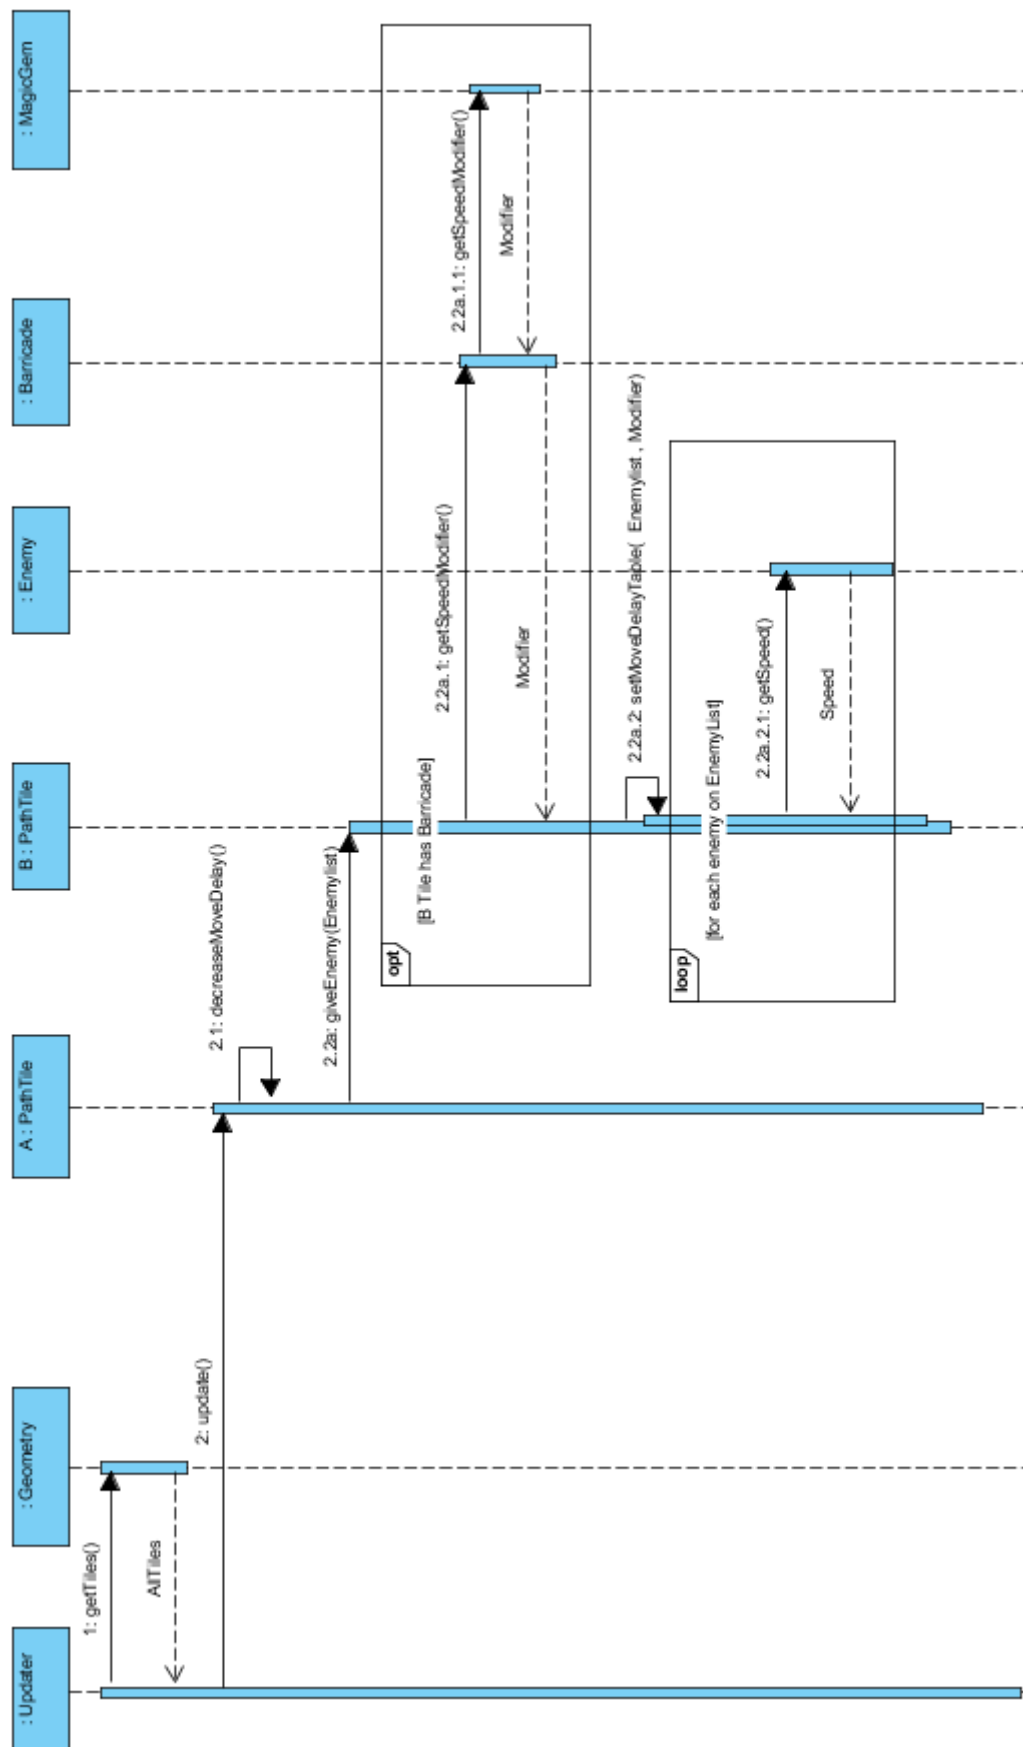 : Updater
: Geometry
A : PathTile
B : PathTile
: Enemy
: Barricade
: MagicGem
1: getTiles()
AllTiles
2: update()
2.1: decreaseMoveDelay()
2.2a: giveEnemy(Enemylist)
opt
[B Tile has Barricade]
2.2a.1: getSpeedModifier()
2.2a.1.1: getSpeedModifier()
Modifier
Modifier
2.2a.2: setMoveDelayTable( Enemylist , Modifier)
loop
[for each enemy on EnemyList]
2.2a.2.1: getSpeed()
Speed